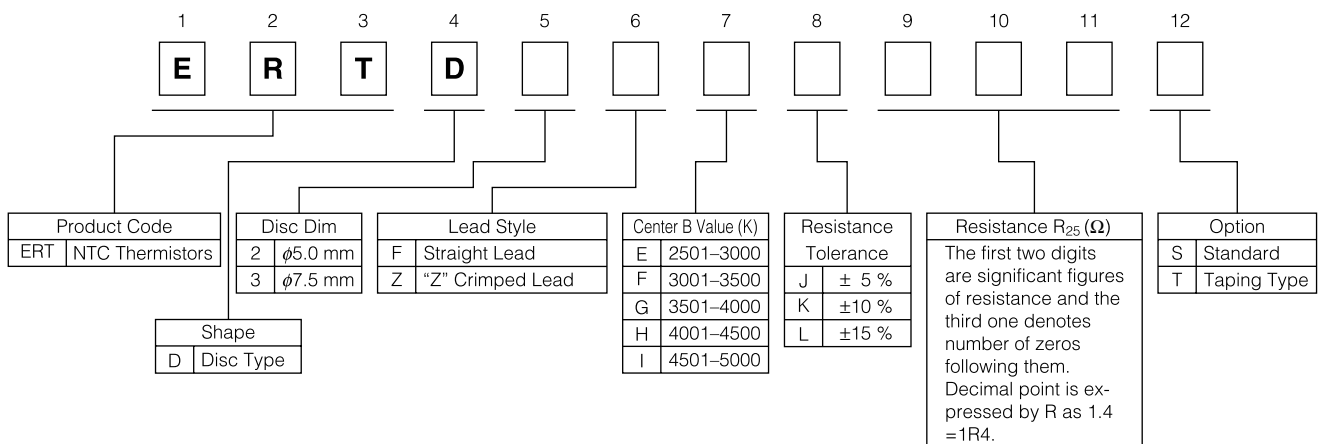 1 2 3 4 5 6 7 8 9 10 11 12
E R T D
Product Code
ERT NTC Thermistors
Shape
D Disc Type
Disc Dim
2 ϕ5.0 mm
3 ϕ7.5 mm
Lead Style
F Straight Lead
Z “Z” Crimped Lead
Center B Value (K)
E 2501–3000
F 3001–3500
G 3501–4000
H 4001–4500
I 4501–5000
Resistance
Tolerance
J ± 5 %
K ±10 %
L ±15 %
Resistance R25 (Ω)
The first two digits
are significant figures
of resistance and the
third one denotes
number of zeros
following them.
Decimal point is ex-
pressed by R as 1.4
=1R4.
Option
S Standard
T Taping Type